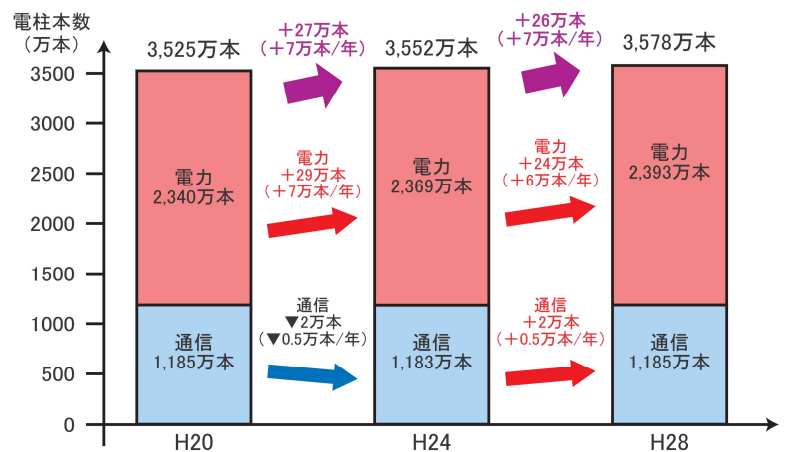 電柱本数
（万本）
3500
3000
2500
2000
1500
1000
500
0
3,525万本
電力
2,340万本
通信
1,185万本
H20
＋27万本
（＋7万本/年）
電力
＋29万本
（＋7万本/年）
通信
▼2万本
（▼0.5万本/年）
3,552万本
電力
2,369万本
通信
1,183万本
H24
＋26万本
（＋7万本/年）
電力
＋24万本
（＋6万本/年）
通信
＋2万本
（＋0.5万本/年）
3,578万本
電力
2,393万本
通信
1,185万本
H28